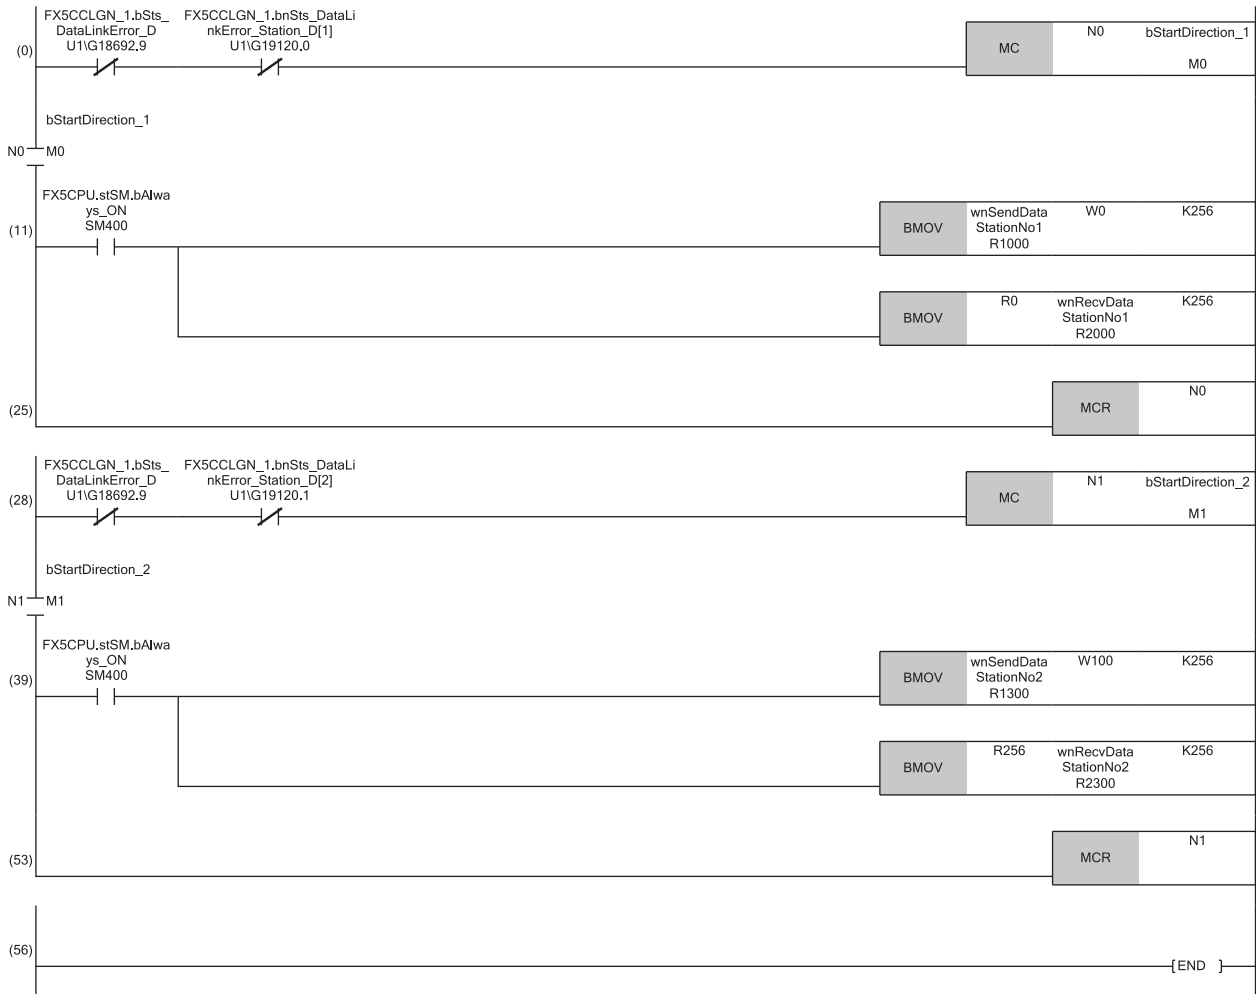 FX5CCLGN_1.bSts_ FX5CCLGN_1.bnSts_DataLi
DataLinkError_D nkError_Station_D[1]
(0) U1\G18692.9 U1\G19120.0 MC N0 bStartDirection_1
M0
bStartDirection_1
N0 M0
FX5CPU.stSM.bAlwa
ys_ON
(11) SM400 BMOV wnSendData W0 K256
StationNo1
R1000
BMOV R0 wnRecvData K256
StationNo1
R2000
(25) MCR N0
FX5CCLGN_1.bSts_ FX5CCLGN_1.bnSts_DataLi
DataLinkError_D nkError_Station_D[2]
(28) U1\G18692.9 U1\G19120.1 MC N1 bStartDirection_2
M1
bStartDirection_2
N1 M1
FX5CPU.stSM.bAlwa
ys_ON
(39) SM400 BMOV wnSendData W100 K256
StationNo2
R1300
BMOV R256 wnRecvData K256
StationNo2
R2300
(53) MCR N1
(56) [END ]